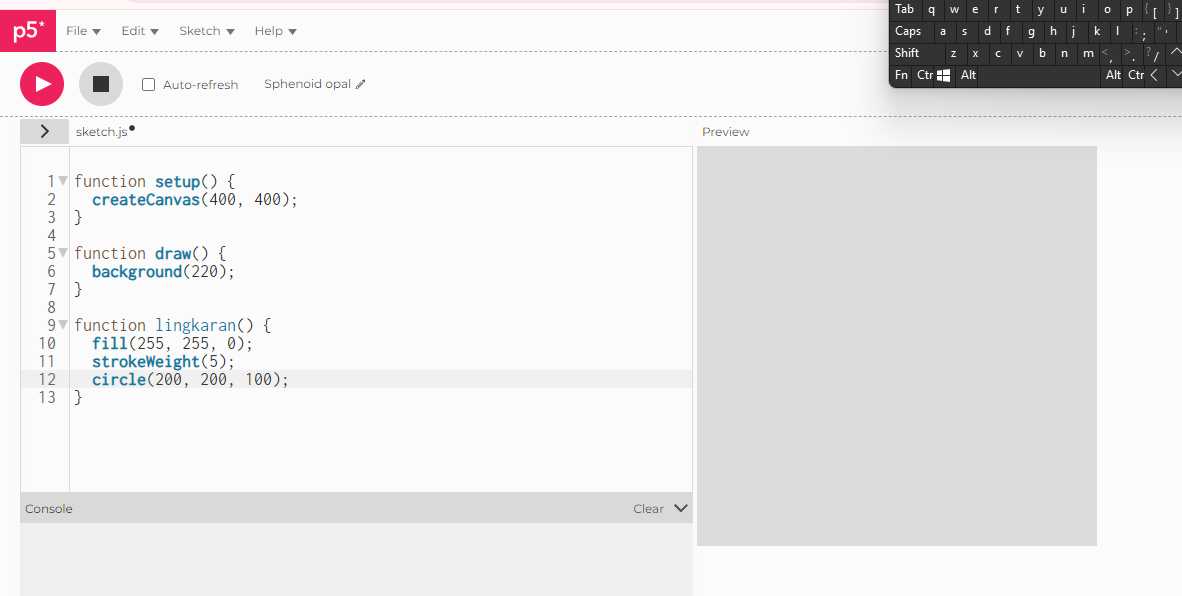 Tab q w e r t y u i o p { [ } ]
Caps a s d f g h j k l : ; " '
Shift z x c v b n m < , > . ? /
Fn Ctr Alt Alt Ctr
p5*
File Edit Sketch Help
Auto-refresh Sphenoid opal
sketch.js
Preview
1 function setup() {
2 createCanvas(400, 400);
3 }
4
5 function draw() {
6 background(220);
7 }
8
9 function lingkaran() {
10 fill(255, 255, 0);
11 strokeWeight(5);
12 circle(200, 200, 100);
13 }
Console Clear